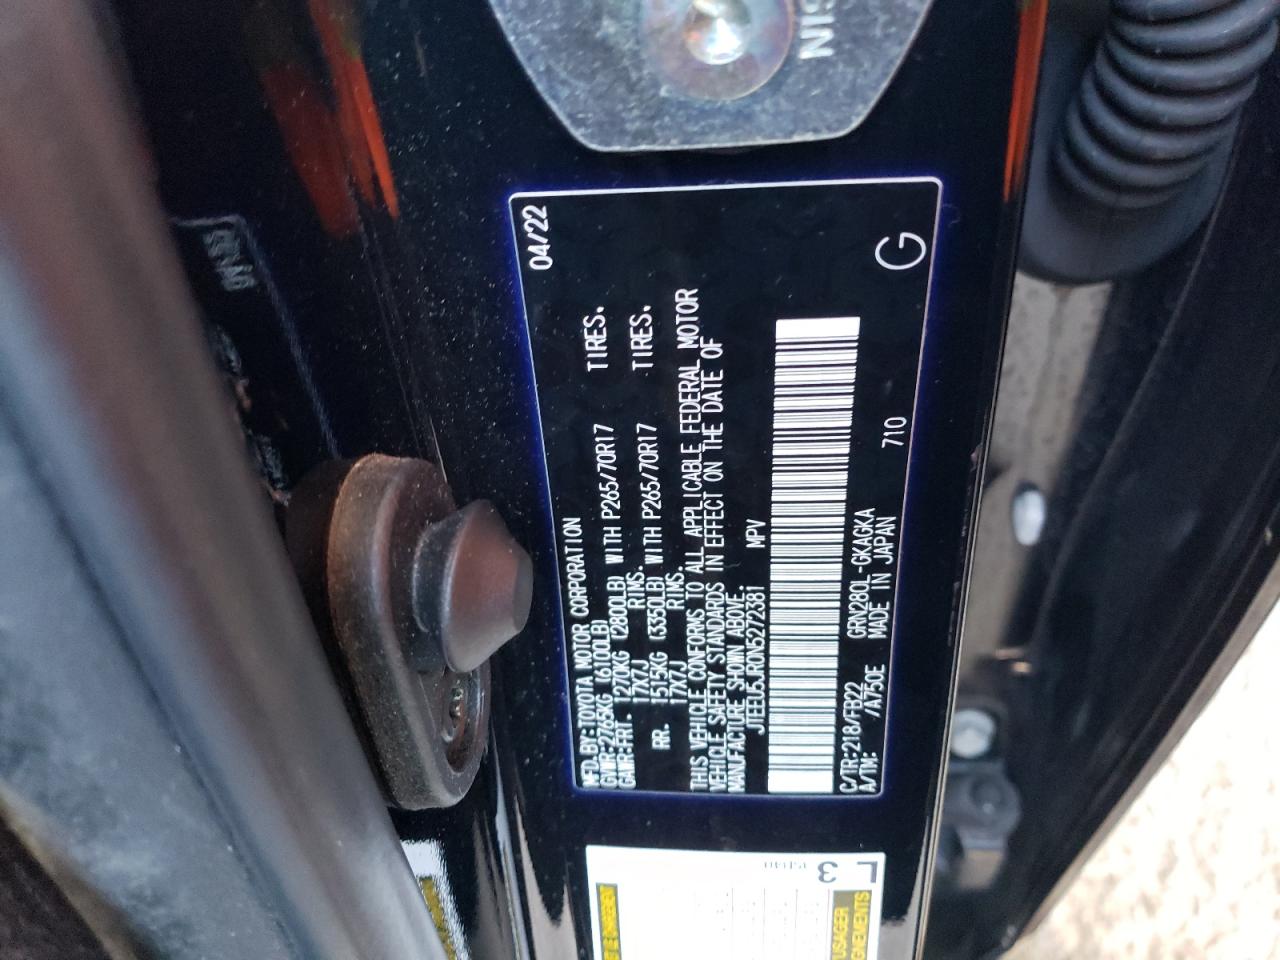 04/22
MFD.BY:TOYOTA MOTOR CORPORATION
GVWR:2765KG (6100LB)
GAWR:FRT. 1270KG (2800LB) WITH P265/70R17 TIRES.
17X7J RIMS.
RR. 1515KG (3350LB) WITH P265/70R17 TIRES.
17X7J RIMS.
THIS VEHICLE CONFORMS TO ALL APPLICABLE FEDERAL MOTOR
VEHICLE SAFETY STANDARDS IN EFFECT ON THE DATE OF
MANUFACTURE SHOWN ABOVE.
JTEEU5JR0N5272381 MPV
C/TR:218/FB22 GRN280L-GKAGKA 710
A/TM: /A750E MADE IN JAPAN
G
L
3
USAGER
GNEMENTS